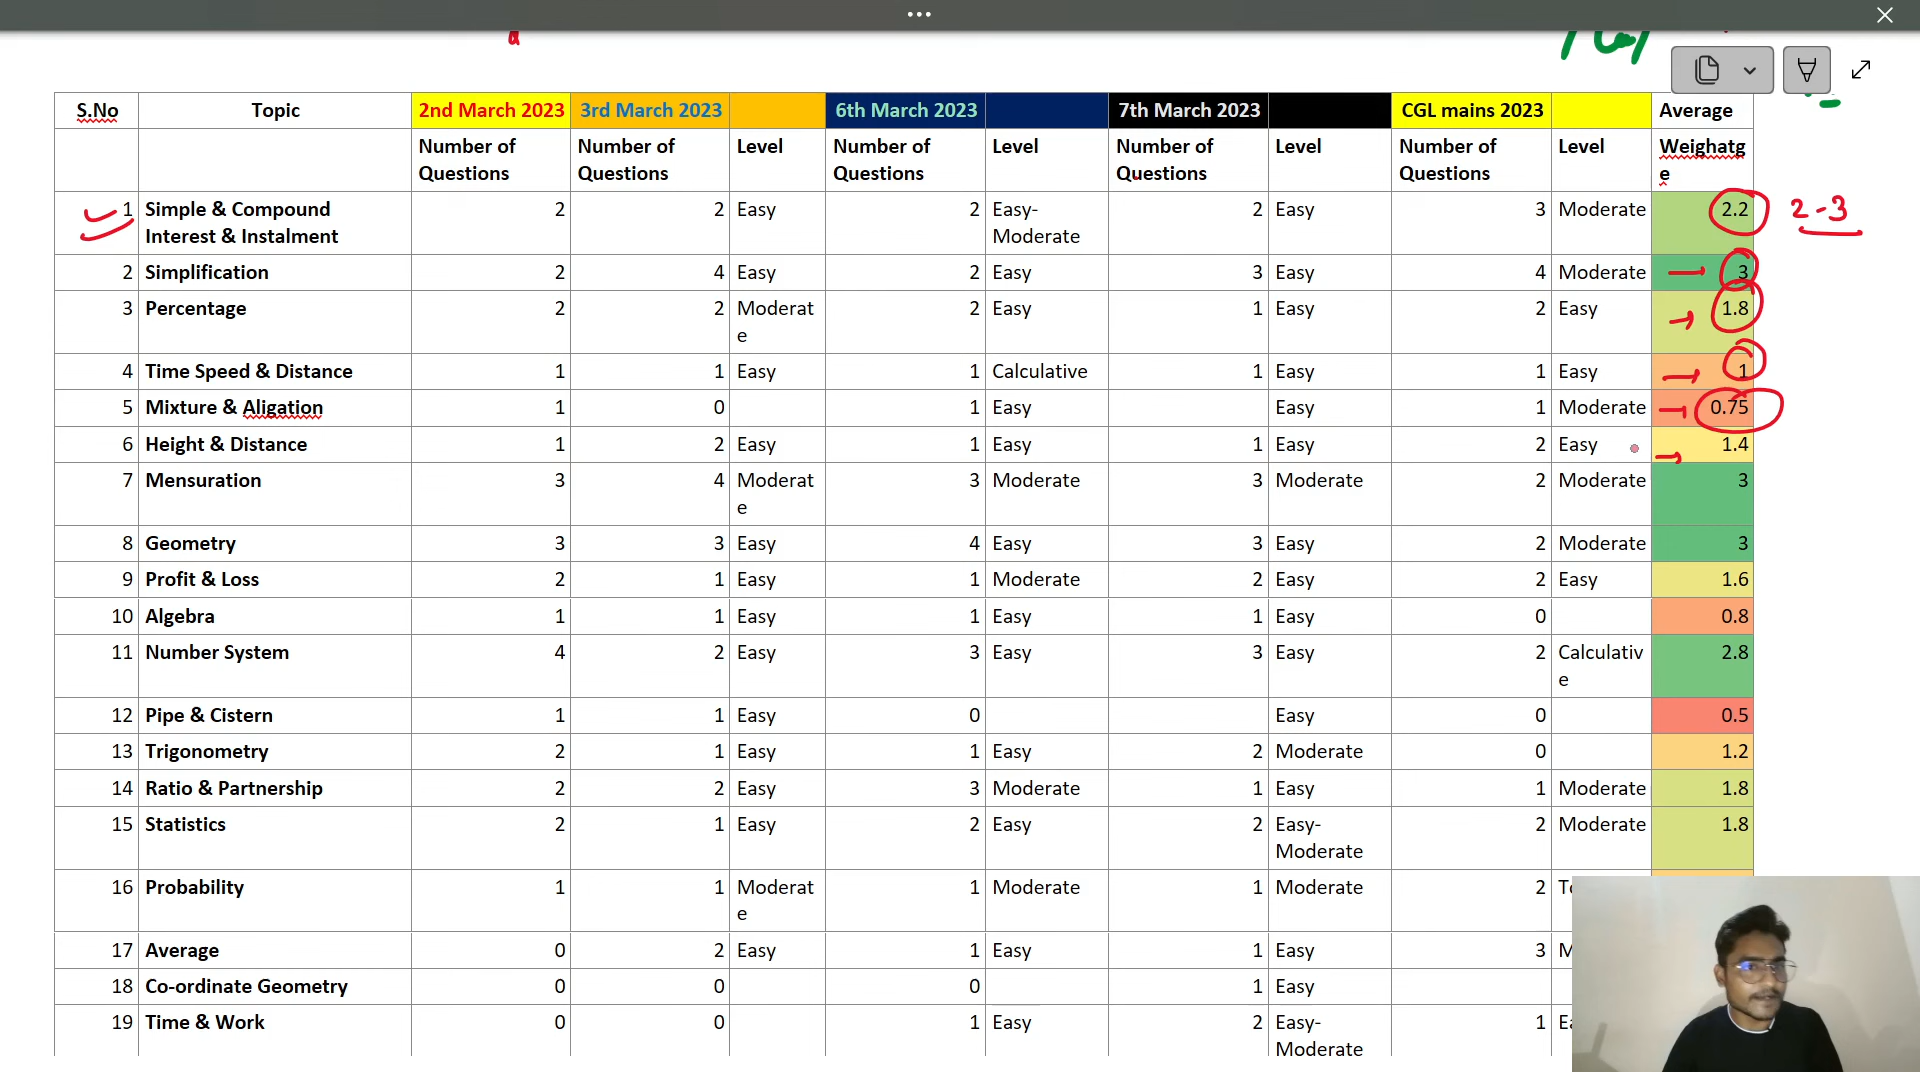 S.No Topic 2nd March 2023 3rd March 2023 6th March 2023 7th March 2023 CGL mains 2023 Average
Number of Questions Number of Questions Level Number of Questions Level Number of Questions Level Number of Questions Level Weighatge
1 Simple & Compound Interest & Instalment 2 2 Easy 2 Easy-Moderate 2 Easy 3 Moderate 2.2 2-3
2 Simplification 2 4 Easy 2 Easy 3 Easy 4 Moderate 3
3 Percentage 2 2 Moderate 2 Easy 1 Easy 2 Easy 1.8
4 Time Speed & Distance 1 1 Easy 1 Calculative 1 Easy 1 Easy 1
5 Mixture & Aligation 1 0 1 Easy Easy 1 Moderate 0.75
6 Height & Distance 1 2 Easy 1 Easy 1 Easy 2 Easy 1.4
7 Mensuration 3 4 Moderate 3 Moderate 3 Moderate 2 Moderate 3
8 Geometry 3 3 Easy 4 Easy 3 Easy 2 Moderate 3
9 Profit & Loss 2 1 Easy 1 Moderate 2 Easy 2 Easy 1.6
10 Algebra 1 1 Easy 1 Easy 1 Easy 0 0.8
11 Number System 4 2 Easy 3 Easy 3 Easy 2 Calculative 2.8
12 Pipe & Cistern 1 1 Easy 0 Easy 0 0.5
13 Trigonometry 2 1 Easy 1 Easy 2 Moderate 0 1.2
14 Ratio & Partnership 2 2 Easy 3 Moderate 1 Easy 1 Moderate 1.8
15 Statistics 2 1 Easy 2 Easy 2 Easy-Moderate 2 Moderate 1.8
16 Probability 1 1 Moderate 1 Moderate 1 Moderate 2
17 Average 0 2 Easy 1 Easy 1 Easy 3
18 Co-ordinate Geometry 0 0 0 1 Easy
19 Time & Work 0 0 1 Easy 2 Easy-Moderate 1